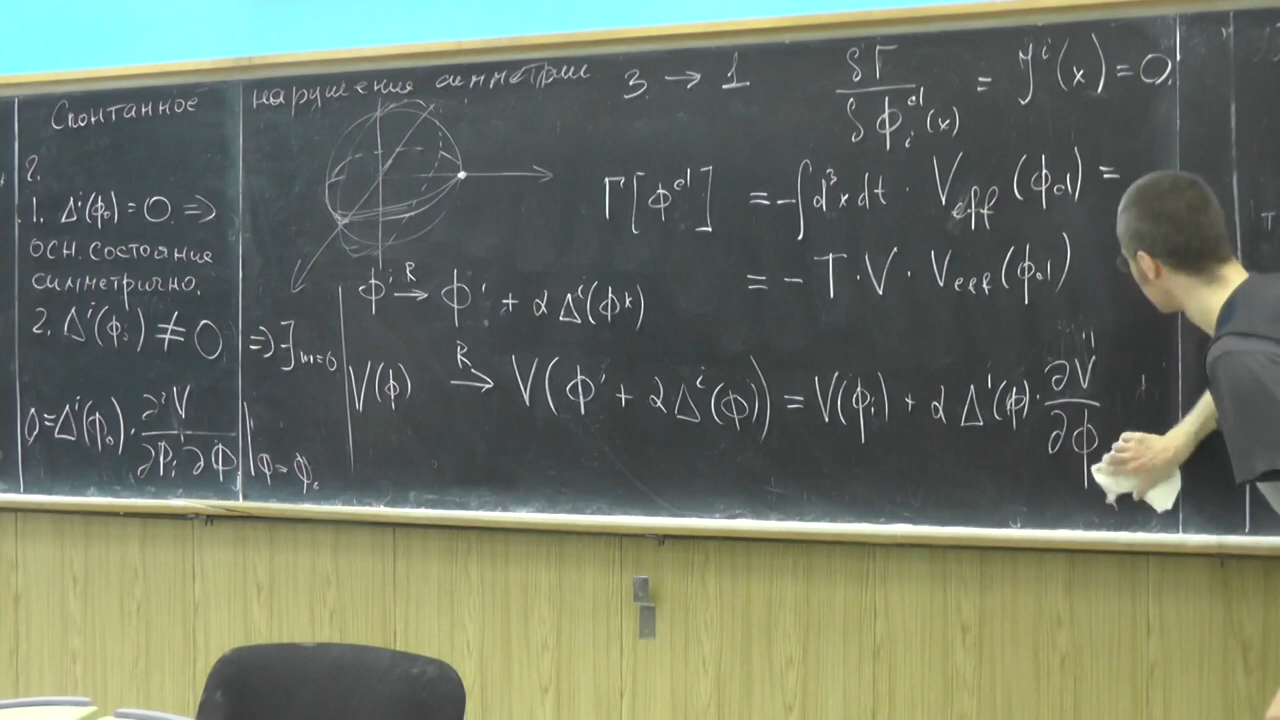 Спонтанное нарушение симметрии 3 → 1
2.
1. Δⁱ(ϕ₀) = 0 ⇒
осн. состояние
симметрично.
2. Δⁱ(ϕ₀) ≠ 0 ⇒ ∃ₘ₌₀
0 = Δⁱ(ϕ₀) · ∂²V / ∂ϕᵢ ∂ϕ |ϕ = ϕ₀
δΓ / δϕᵢᶜˡ(x) = Jⁱ(x) = 0
Γ[ϕᶜˡ] = − ∫ d³x dt · V_eff (ϕ_cl) =
= − T · V · V_eff (ϕ_cl)
ϕⁱ →ᴿ ϕⁱ + α Δⁱ(ϕᵏ)
V(ϕ) →ᴿ V(ϕⁱ + α Δⁱ(ϕ)) = V(ϕᵢ) + α Δⁱ(ϕ) · ∂V / ∂ϕ